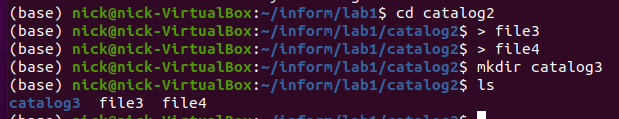 (base) nick@nick-VirtualBox:~/inform/lab1$ cd catalog2
(base) nick@nick-VirtualBox:~/inform/lab1/catalog2$ > file3
(base) nick@nick-VirtualBox:~/inform/lab1/catalog2$ > file4
(base) nick@nick-VirtualBox:~/inform/lab1/catalog2$ mkdir catalog3
(base) nick@nick-VirtualBox:~/inform/lab1/catalog2$ ls
catalog3  file3  file4
(base) nick@nick-VirtualBox:~/inform/lab1/catalog2$